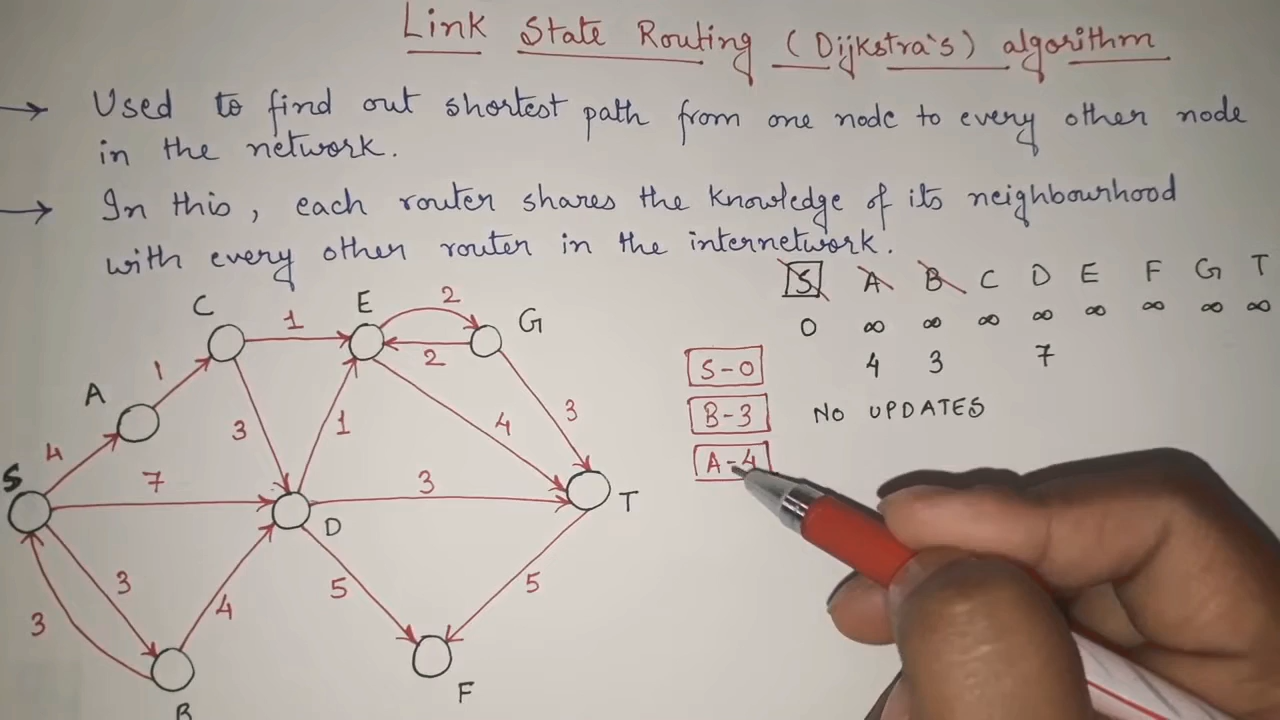 Link State Routing (Dijkstra's) algorithm
→ Used to find out shortest path from one node to every other node
in the network.
→ In this, each router shares the knowledge of its neighbourhood
with every other router in the internetwork.
S A B C D E F G T
0 ∞ ∞ ∞ ∞ ∞ ∞ ∞ ∞
S-0 4 3 7
B-3 NO UPDATES
A-4
C 1 E 2 G
2
A 1
4 3 1 4 3
S 7 D 3 T
3 3 4 5 5
B F